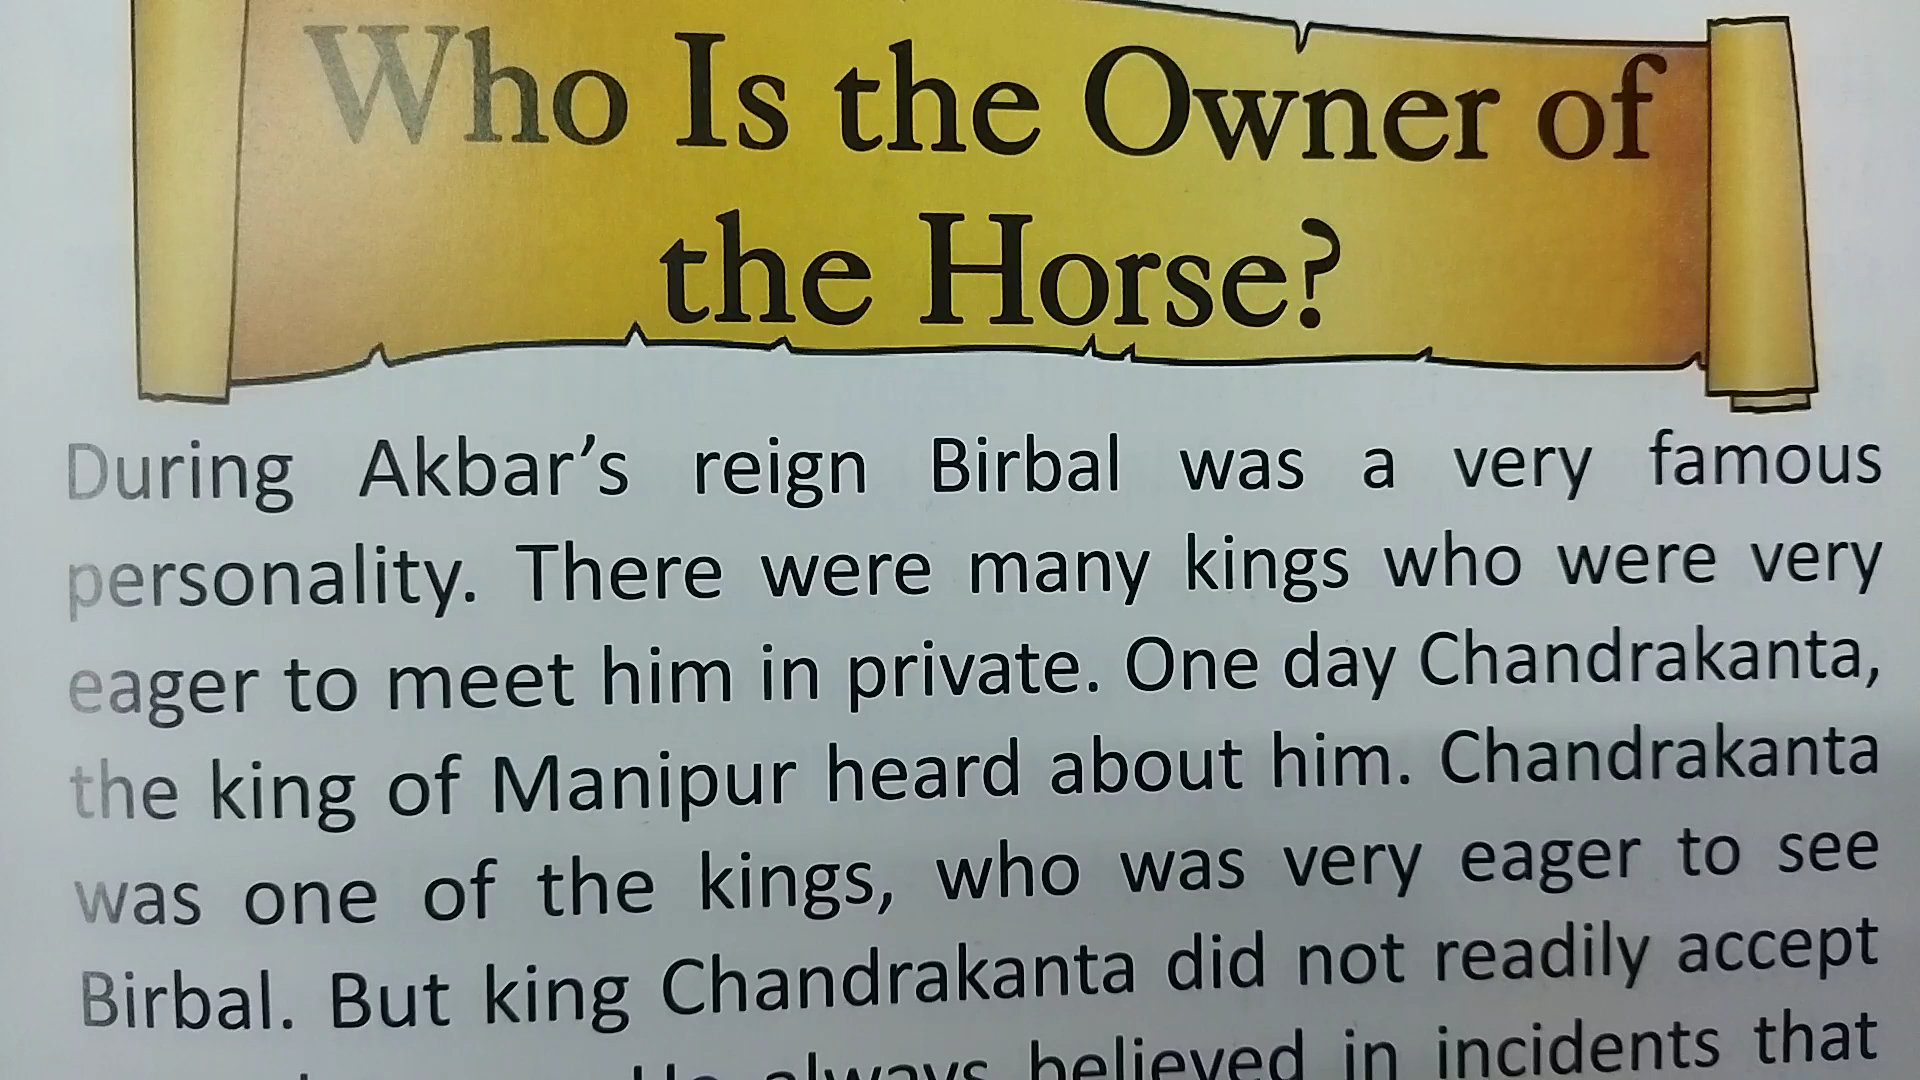 Who Is the Owner of
the Horse?
During Akbar’s reign Birbal was a very famous
personality. There were many kings who were very
eager to meet him in private. One day Chandrakanta,
the king of Manipur heard about him. Chandrakanta
was one of the kings, who was very eager to see
Birbal. But king Chandrakanta did not readily accept
He always believed in incidents that